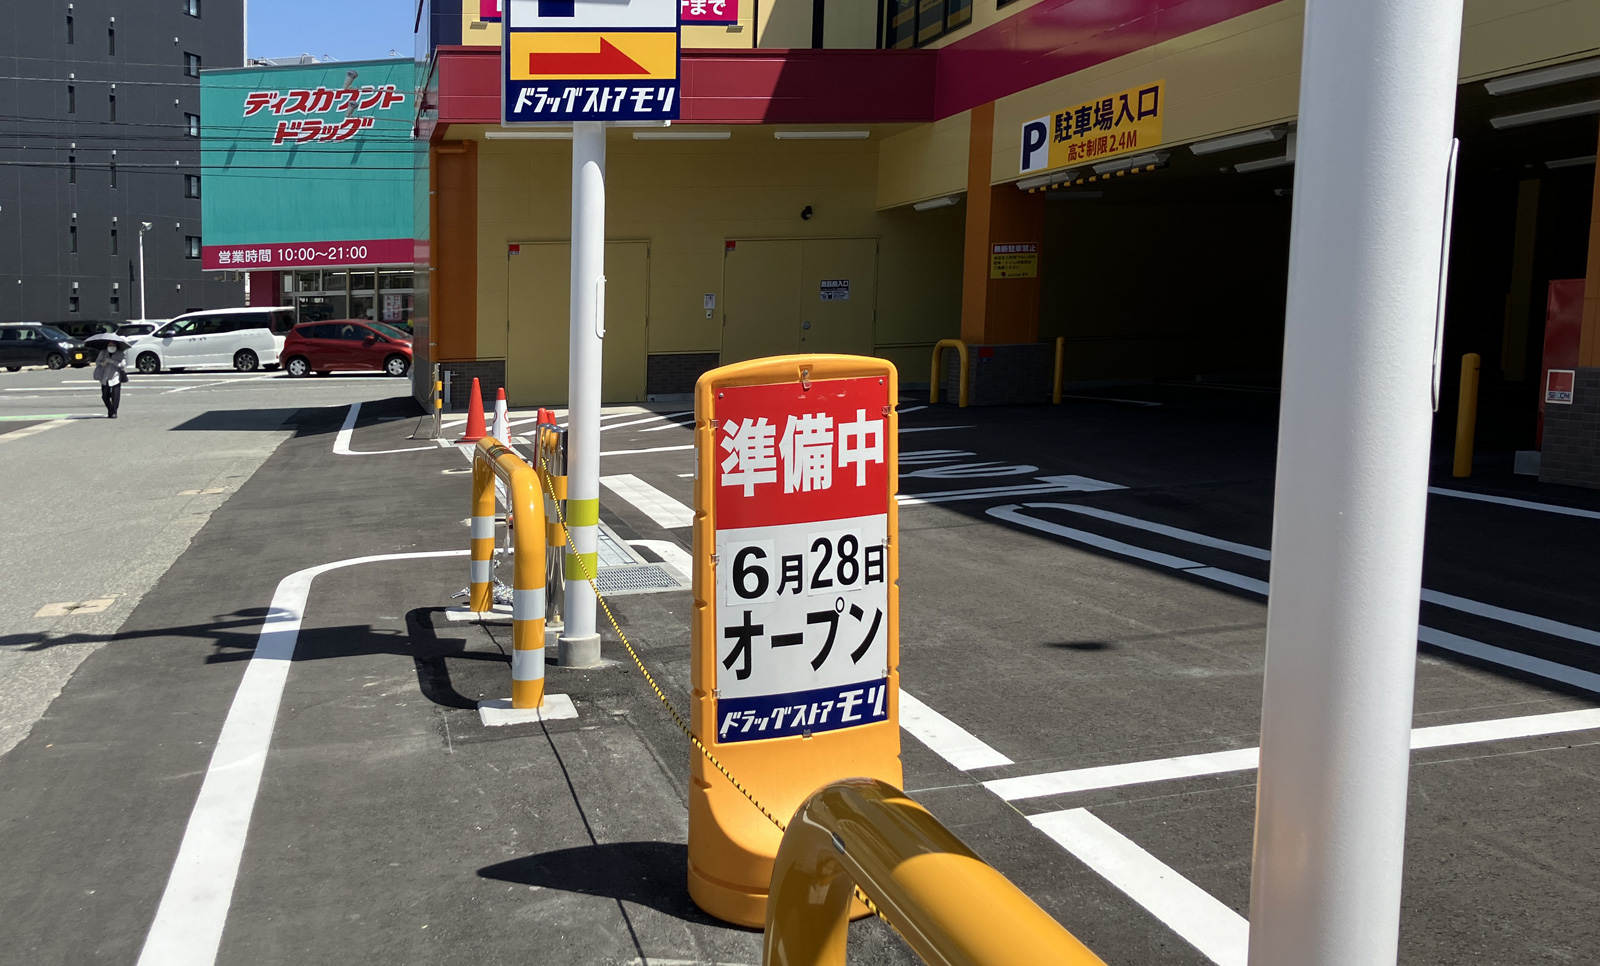 まで
ドラッグストアモリ
ディスカウント
ドラッグ
営業時間 10:00～21:00
P 駐車場入口
高さ制限2.4M
準備中
6月28日
オープン
ドラッグストアモリ
SECOM